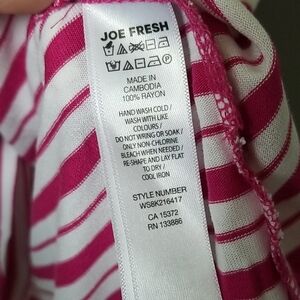 JOE FRESH
MADE IN
CAMBODIA
100% RAYON
HAND WASH COLD /
WASH WITH LIKE
COLOURS /
DO NOT WRING OR SOAK /
ONLY NON-CHLORINE
BLEACH WHEN NEEDED /
RE-SHAPE AND LAY FLAT
TO DRY /
COOL IRON
STYLE NUMBER
WS8K216417
CA 15372
RN 133886